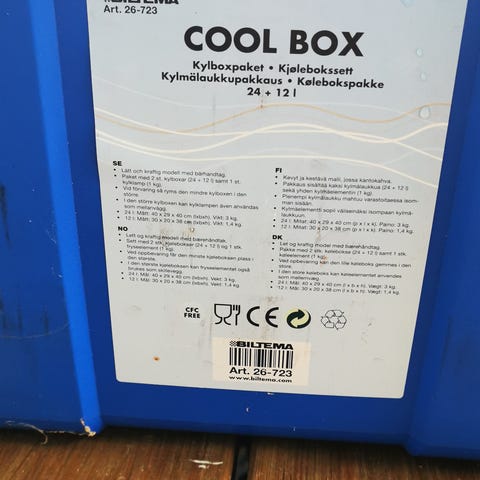 BILTEMA
Art. 26-723
COOL BOX
Kylboxpaket • Kjølebokssett
Kylmälaukkupakkaus • Kølebokspakke
24 + 12 l
SE
• Lätt och kraftig modell med bärhandtag.
• Paket med 2 st. kylboxar (24 + 12 l) samt 1 st.
kylklamp (1 kg).
• Vid förvaring så ryms den mindre kylboxen i den
större.
• I den större kylboxen kan kylklampen även användas
som mellanvägg.
• 24 l: Mått: 40 x 29 x 40 cm (bxbxh). Vikt: 3 kg.
• 12 l: Mått: 30 x 20 x 38 cm (bxbxh). Vikt: 1,4 kg.
NO
• Lett og kraftig modell med bærehåndtag.
• Sett med 2 stk. kjølebokser (24 + 12 l) og 1 stk.
fryseelement (1 kg).
• Ved oppbevaring får den minste kjøleboksen plass i
den største.
• I den største kjøleboksen kan fryseelementet også
brukes som skillevegg.
• 24 l: Mål: 40 x 29 x 40 cm (bxbxh). Vekt: 3 kg.
• 12 l: Mål: 30 x 20 x 38 cm (bxbxh). Vekt: 1,4 kg.
FI
• Kevyt ja kestävä malli, jossa kantokahva.
• Pakkaus sisältää kaksi kylmälaukkua (24 + 12 l)
sekä yhden kylmäelementin (1 kg).
• Pienempi kylmälaukku mahtuu varastoitaessa isom-
man sisään.
• Kylmäelementti sopii väliseinäksi isompaan kylmä-
laukkuun.
• 24 l: Mitat: 40 x 29 x 40 cm (p x l x k). Paino: 3 kg.
• 12 l: Mitat: 30 x 20 x 38 cm (p x l x k). Paino: 1,4 kg.
DK
• Let og kraftig model med bærehåndtag.
• Pakke med 2 stk. kølebokse (24 + 12 l) samt 1 stk.
køleelement (1 kg).
• Ved opbevaring kan den lille køleboks gemmes i den
store.
• I den større køleboks kan køleelementet anvendes
som mellemvæg.
• 24 l: Mål: 40 x 29 x 40 cm (l x b x h). Vægt: 3 kg.
• 12 l: Mål: 30 x 20 x 38 cm (l x b x h). Vægt: 1,4 kg.
CFC
FREE
CE
BILTEMA
Art. 26-723
www.biltema.com